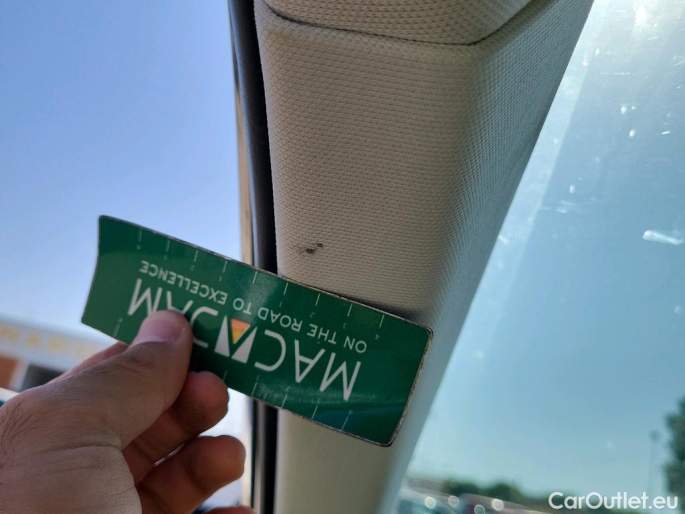 MACADAM
ON THE ROAD TO EXCELLENCE
CarOutlet.eu